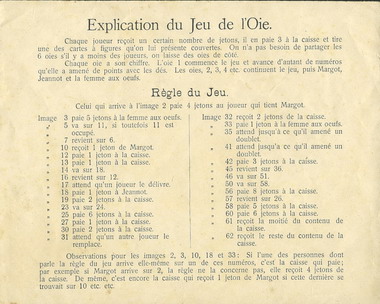 Explication du Jeu de l'Oie.
Chaque joueur reçoit un certain nombre de jetons, il en paie 3 à la caisse et tire
une des cartes à figures qu'on lui présente couvertes. On n'a pas besoin de partager les
6 oies s'il y a moins de joueurs, on laisse des oies de côté.
Chaque oie a son chiffre. L'oie 1 commence le jeu et avance d'autant de numéros
qu'elle a amené de points avec les dés. Les oies, 2, 3, 4 etc. continuent le jeu, puis Margot,
Jeannot et la femme aux oeufs.
Règle du Jeu.
Celui qui arrive à l'image 2 paie 4 jetons au joueur qui tient Margot.
Image 3 paie 5 jetons à la femme aux oeufs.
" 5 va sur 11, si toutefois 11 est
occupé.
" 7 revient sur 6.
" 10 reçoit 1 jeton de Margot.
" 12 paie 1 jeton à la caisse.
" 13 paie 1 jeton à la caisse.
" 14 va sur 18.
" 16 revient sur 12.
" 17 attend qu'un joueur le délivre.
" 18 paie 1 jeton à Jeannot.
" 19 paie 2 jetons à la caisse.
" 23 va sur 24.
" 25 paie 6 jetons à la caisse.
" 27 paie 1 jeton à la caisse.
" 30 paie 2 jetons à la caisse.
" 31 attend qu'un autre joueur le
remplace.
Image 32 reçoit 2 jetons de la caisse.
" 33 paie 1 jeton à la femme aux oeufs.
" 35 attend jusqu'à ce qu'il amène un
doublet.
" 41 attend jusqu'à ce qu'il amène un
doublet.
" 42 paie 3 jetons à la caisse.
" 45 revient sur 36.
" 46 va sur 51.
" 50 va sur 58.
" 56 paie 8 jetons à la caisse.
" 57 revient sur 26.
" 58 paie 5 jetons à la caisse.
" 60 paie 6 jetons à la caisse.
" 61 reçoit la moitié du contenu de
la caisse.
" 62 reçoit le reste du contenu de la
caisse.
Observations pour les images 2, 3, 10, 18 et 33: Si l'une des personnes dont
parle la règle du jeu arrive elle-même sur un de ces numéros, c'est la caisse qui paie;
par exemple si Margot arrive sur 2, la règle ne la concerne pas, elle reçoit 4 jetons
de la caisse. De même, c'est encore la caisse qui reçoit 1 jeton de Margot si cette dernière se
trouvait sur 10 etc. etc.